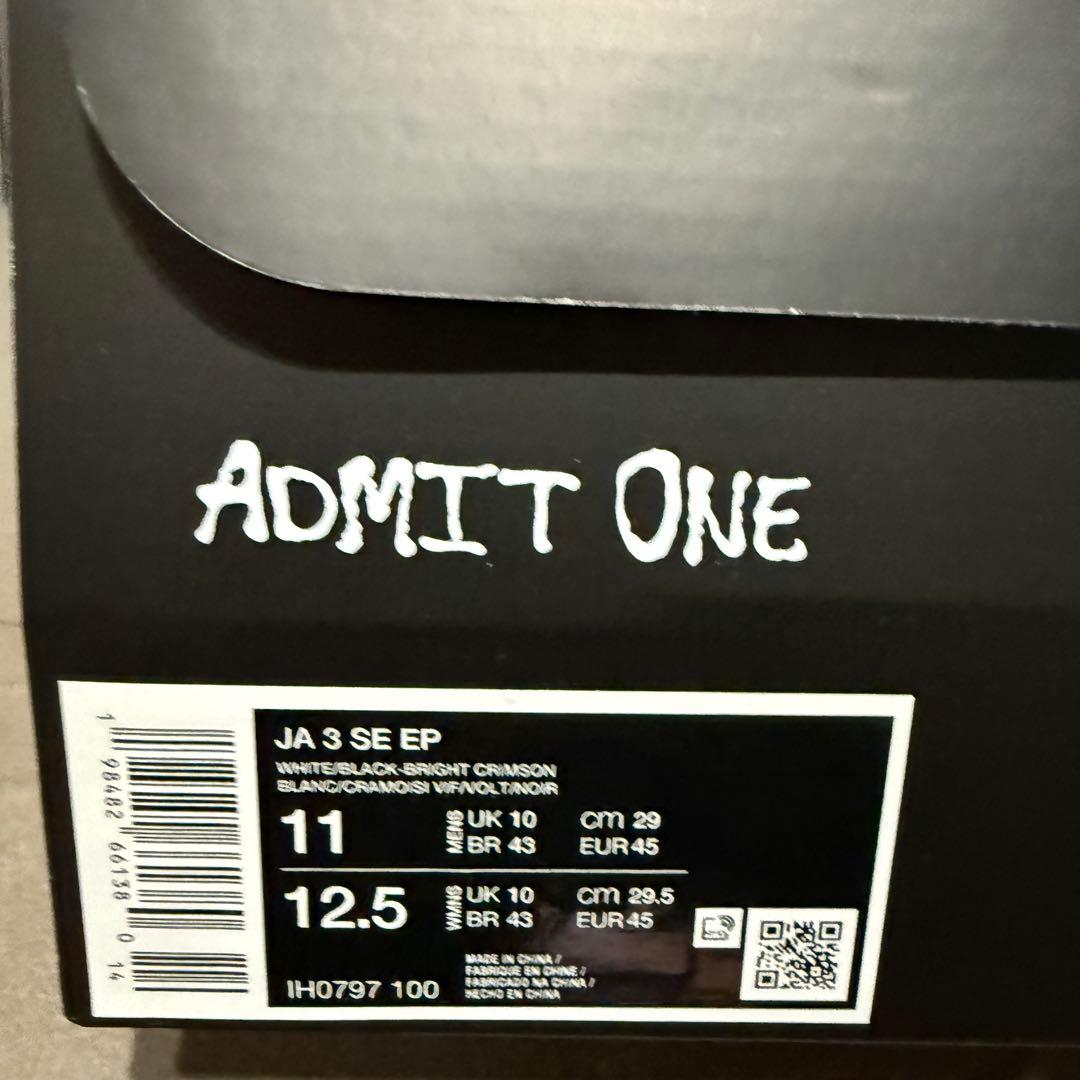 ADMIT ONE
JA 3 SE EP
WHITE/BLACK-BRIGHT CRIMSON
BLANC/CRAMOISI VIF/VOLT/NOIR
11 MENS UK 10 cm 29
BR 43 EUR 45
12.5 WMNS UK 10 cm 29.5
BR 43 EUR 45
MADE IN CHINA /
FABRIQUE EN CHINE /
FABRICADO NA CHINA /
HECHO EN CHINA
IH0797 100
1 98482 66138 0 14